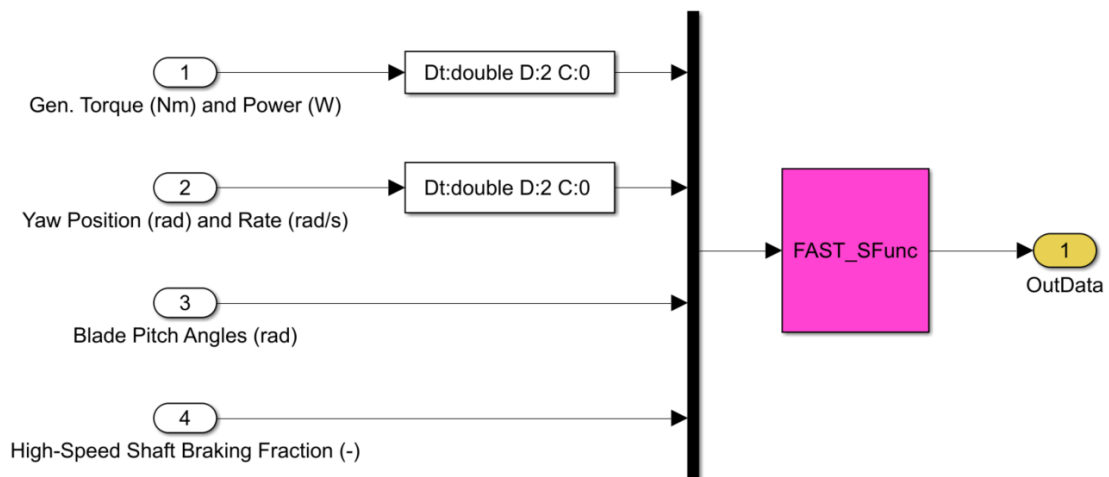 1
Dt:double D:2 C:0
Gen. Torque (Nm) and Power (W)
2
Dt:double D:2 C:0
Yaw Position (rad) and Rate (rad/s)
3
Blade Pitch Angles (rad)
4
High-Speed Shaft Braking Fraction (-)
FAST_SFunc
1
OutData